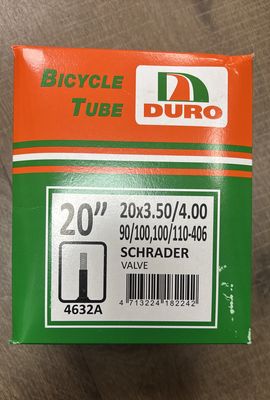 BICYCLE
TUBE
DURO
20"
20x3.50/4.00
90/100,100/110-406
SCHRADER
VALVE
4632A
4 713224 182242